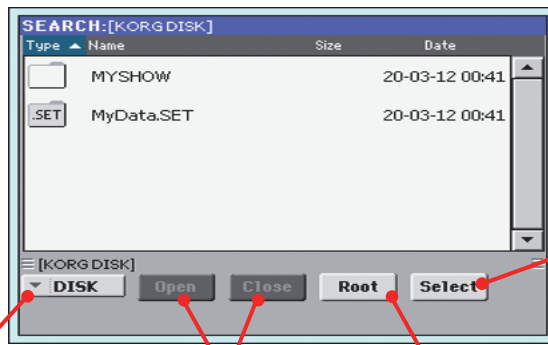 SEARCH:[KORG DISK]
Type Name Size Date
MYSHOW 20-03-12 00:41
.SET MyData.SET 20-03-12 00:41
[KORG DISK]
DISK Open Close Root Select